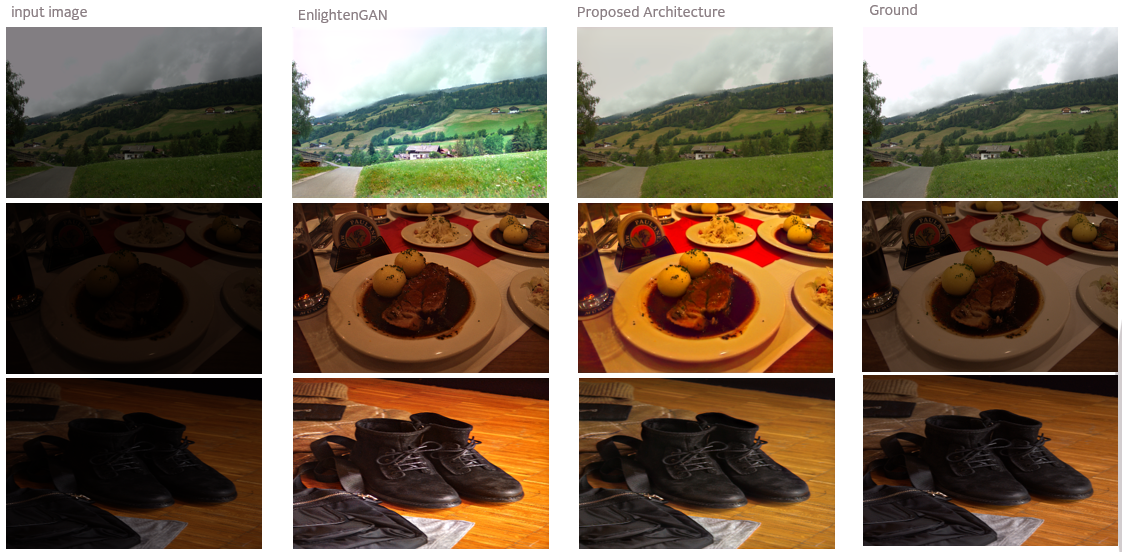 input image
EnlightenGAN
Proposed Architecture
Ground